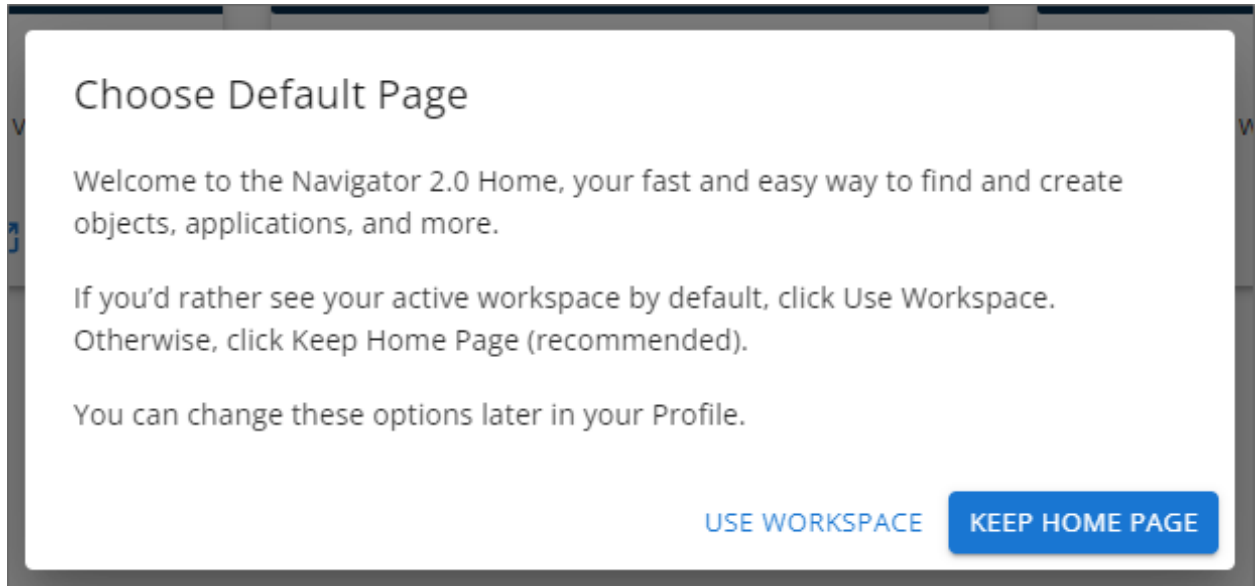 Choose Default Page
Welcome to the Navigator 2.0 Home, your fast and easy way to find and create
objects, applications, and more.
If you’d rather see your active workspace by default, click Use Workspace.
Otherwise, click Keep Home Page (recommended).
You can change these options later in your Profile.
USE WORKSPACE
KEEP HOME PAGE